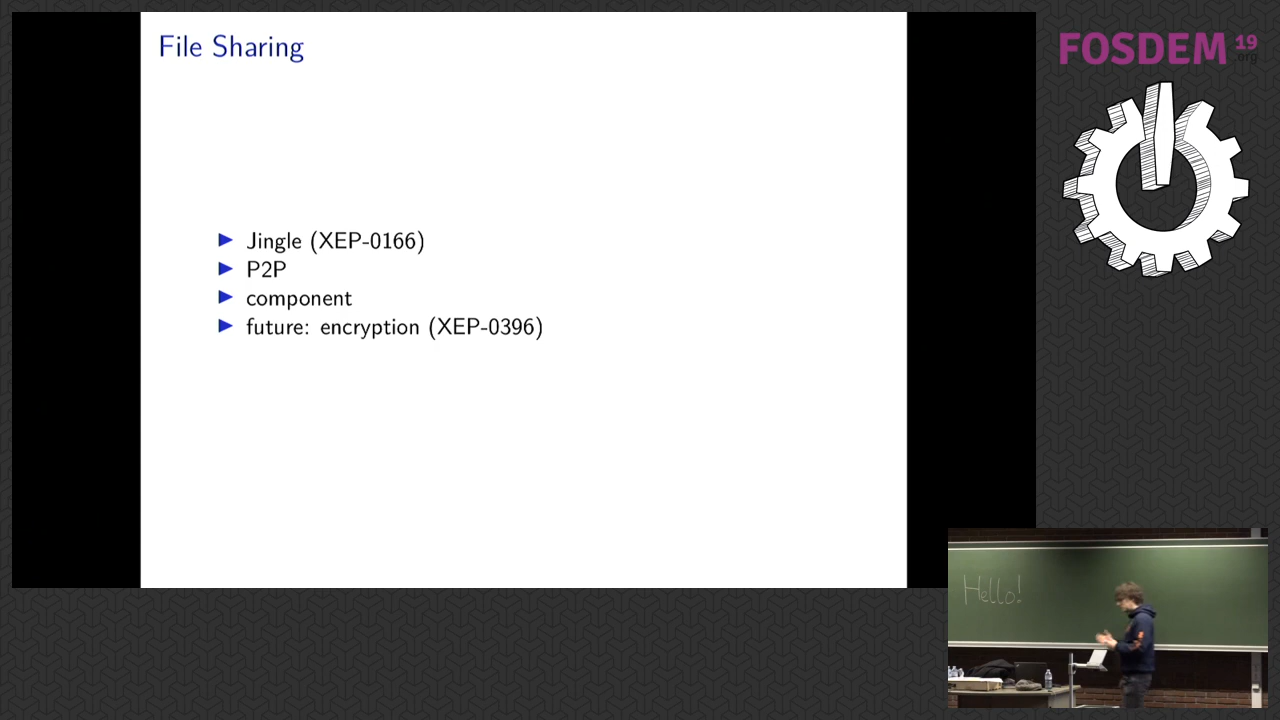 File Sharing
FOSDEM 19
.org
Jingle (XEP-0166)
P2P
component
future: encryption (XEP-0396)
Hello!